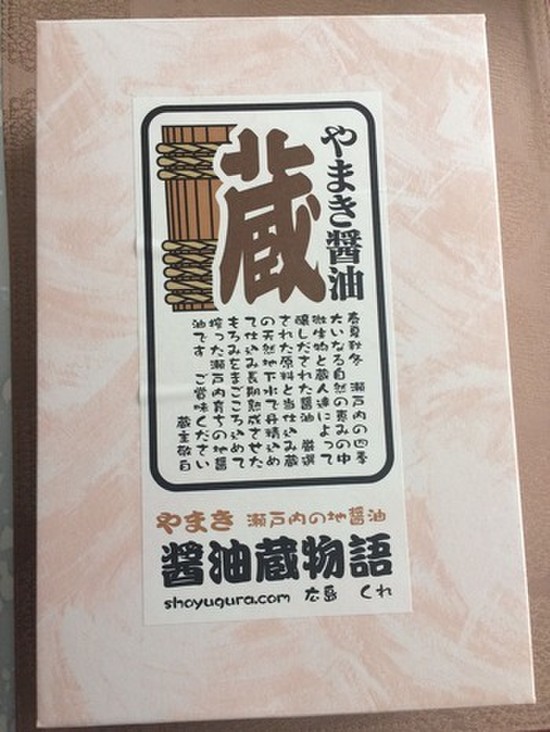 やまき醤油
蔵
春夏秋冬 瀬戸内の四季
大いなる自然の恵みの中
微生物と蔵人達によって
醸しだされた醤油 厳選
された原料と当仕込み蔵
の天然地下水で丹精込め
て仕込み長期熟成させた
もろみをまごころ込めて
搾った瀬戸内育ちの地醤
油です ご賞味ください
蔵主敬白
やまき 瀬戸内の地醤油
醤油蔵物語
shoyugura.com 広島 くれ